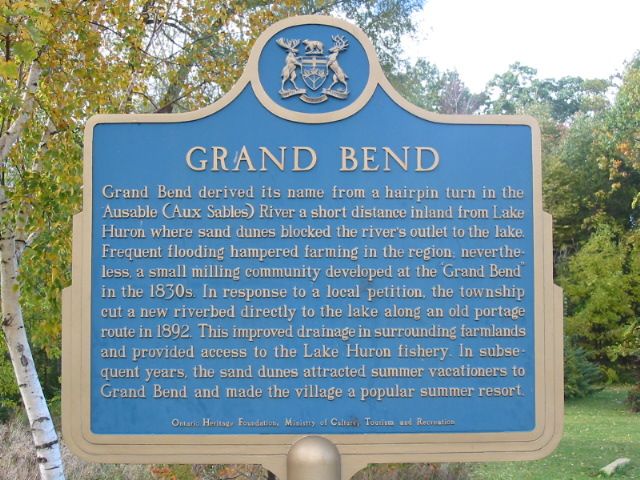 GRAND BEND
Grand Bend derived its name from a hairpin turn in the
Ausable (Aux Sables) River a short distance inland from Lake
Huron where sand dunes blocked the river's outlet to the lake.
Frequent flooding hampered farming in the region; neverthe-
less, a small milling community developed at the "Grand Bend"
in the 1830s. In response to a local petition, the township
cut a new riverbed directly to the lake along an old portage
route in 1892. This improved drainage in surrounding farmlands
and provided access to the Lake Huron fishery. In subse-
quent years, the sand dunes attracted summer vacationers to
Grand Bend and made the village a popular summer resort.
Ontario Heritage Foundation, Ministry of Culture, Tourism and Recreation